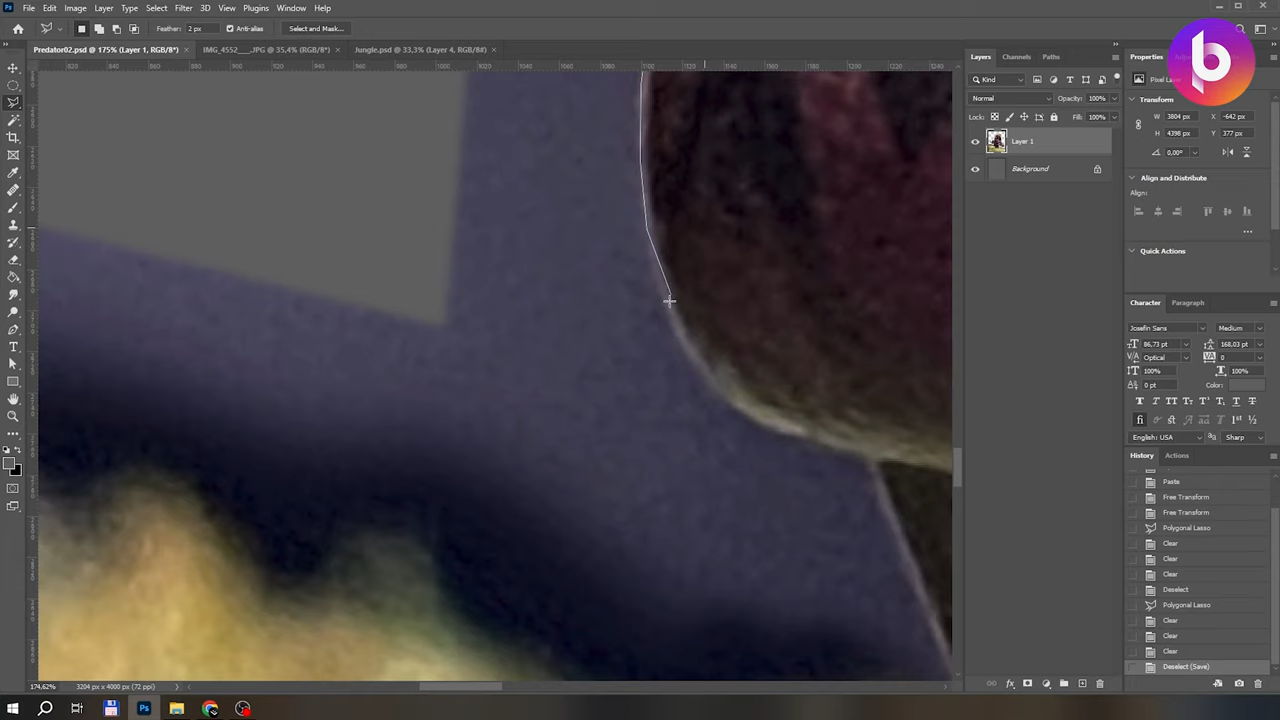 File Edit Image Layer Type Select Filter 3D View Plugins Window Help
Feather: 2 px Anti-alias Select and Mask...
Predator02.psd @ 175% (Layer 1, RGB/8*) × IMG_4552___.JPG @ 35,4% (RGB/8*) × Jungle.psd @ 33,3% (Layer 4, RGB/8#) ×
Layers Channels Paths
Kind
Normal Opacity: 100%
Lock: Fill: 100%
Layer 1
Background
Properties
Pixel Layer
Transform
W 3804 px X -642 px
H 4398 px Y 377 px
0,00°
Align and Distribute
Align:
Quick Actions
Character Paragraph
Josefin Sans Medium
86,73 pt 168,03 pt
Optical 0
100% 100%
0 pt Color:
English: USA Sharp
History Actions
Paste
Free Transform
Free Transform
Polygonal Lasso
Clear
Clear
Clear
Deselect
Polygonal Lasso
Clear
Clear
Clear
Deselect (Save)
174,62% 3204 px x 4000 px (72 ppi)